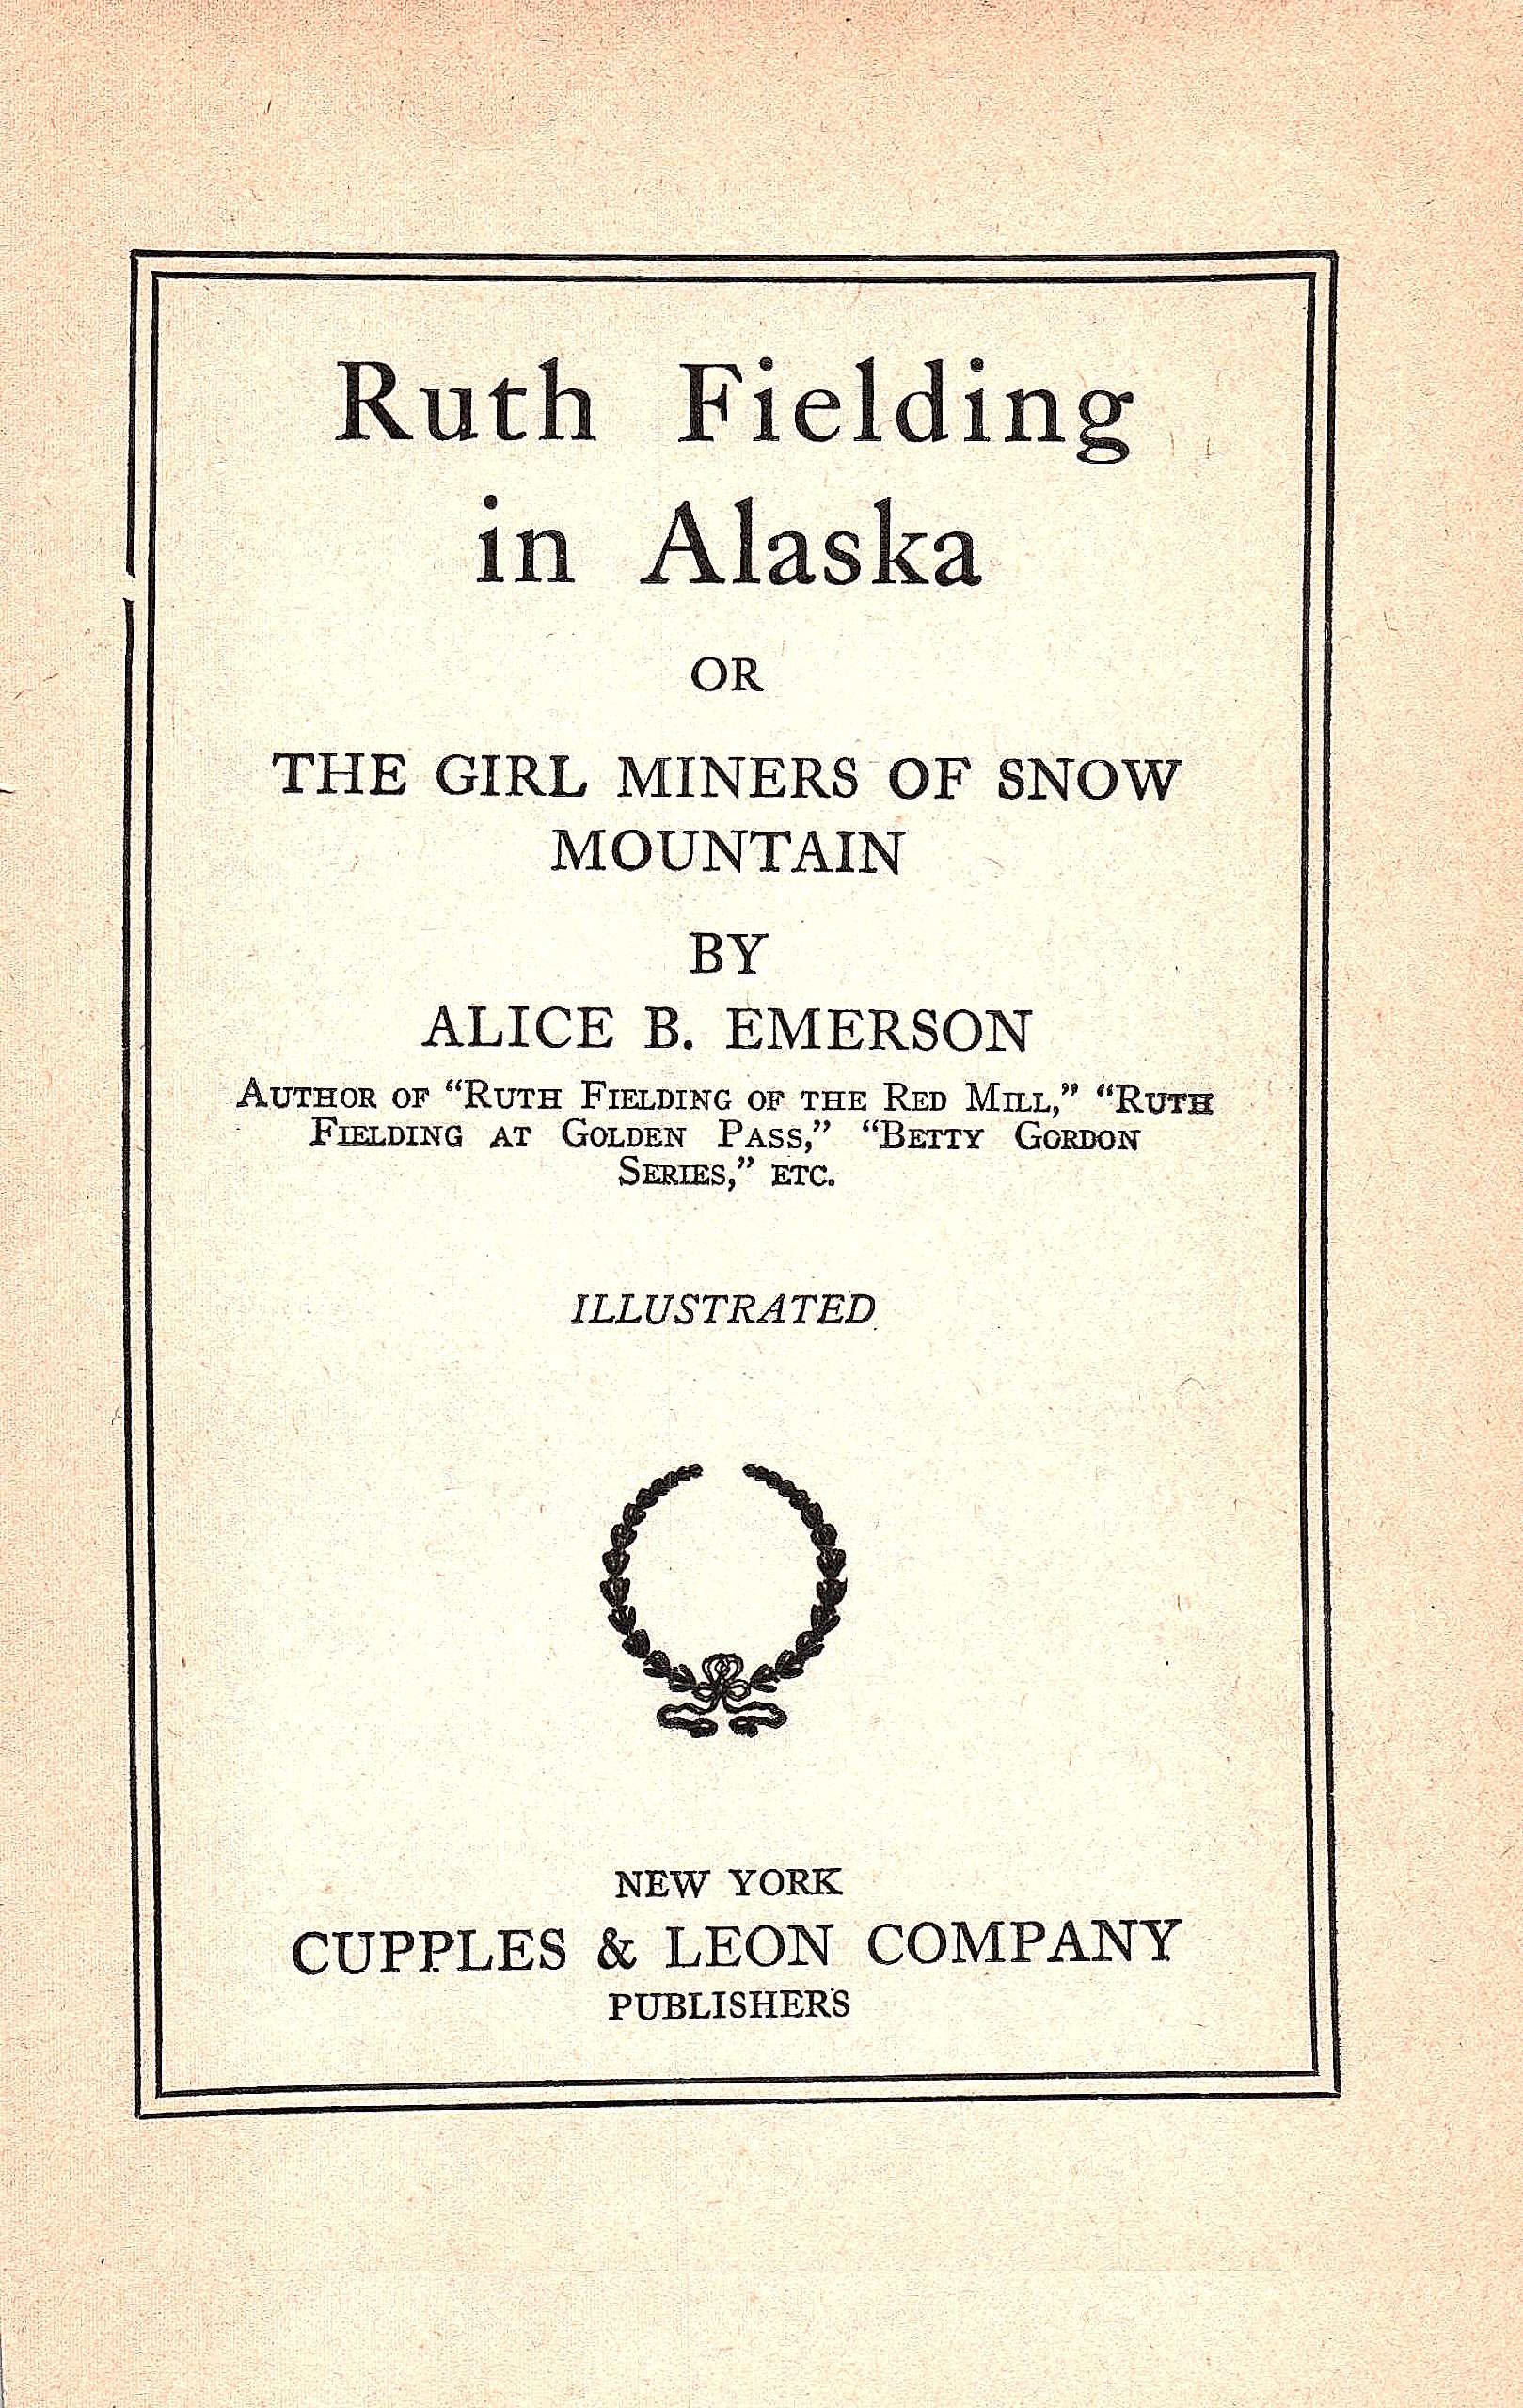 Ruth Fielding
in Alaska
OR
THE GIRL MINERS OF SNOW
MOUNTAIN
BY
ALICE B. EMERSON
Author of “Ruth Fielding of the Red Mill,” “Ruth
Fielding at Golden Pass,” “Betty Gordon
Series,” etc.
ILLUSTRATED
NEW YORK
CUPPLES & LEON COMPANY
PUBLISHERS